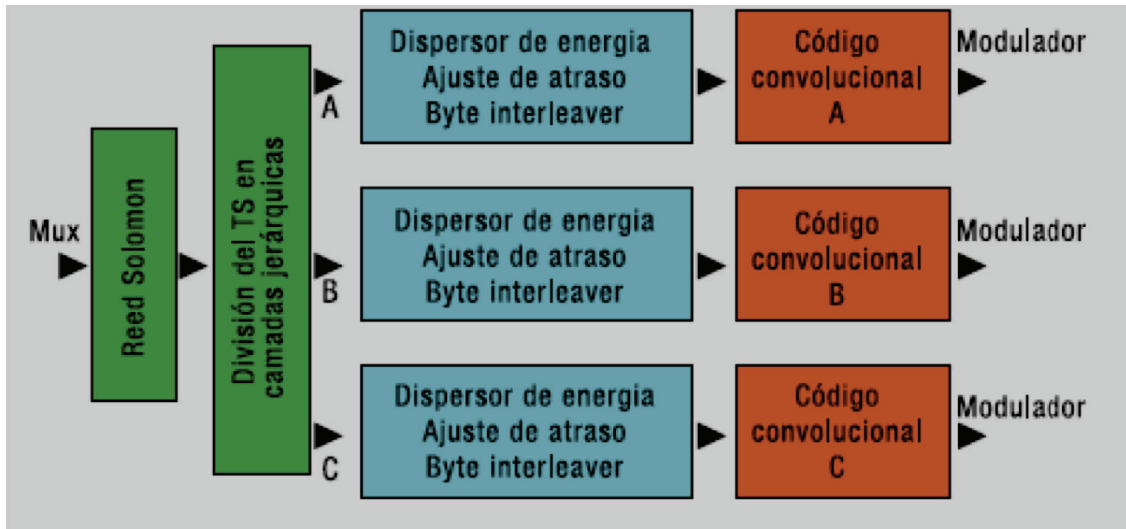 Mux
Reed Solomon
División del TS en
camadas jerárquicas
A
Dispersor de energia
Ajuste de atraso
Byte interleaver
Código
convolucional
A
Modulador
B
Dispersor de energia
Ajuste de atraso
Byte interleaver
Código
convolucional
B
Modulador
C
Dispersor de energia
Ajuste de atraso
Byte interleaver
Código
convolucional
C
Modulador